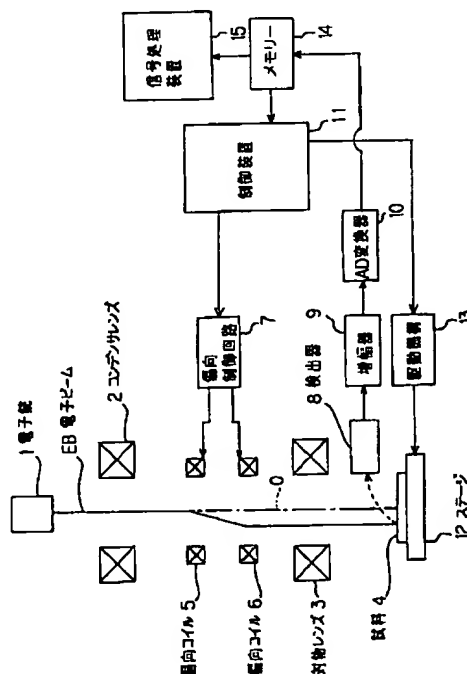 1 電子銃
EB 電子ビーム
2 コンデンサレンズ
偏向コイル 5
偏向コイル 6
対物レンズ 3
試料 4
12 ステージ
O
偏向
制御回路
7
8 検出器
増幅器
9
AD変換器
10
駆動機構
13
制御装置
11
メモリー
14
信号処理
装置
15